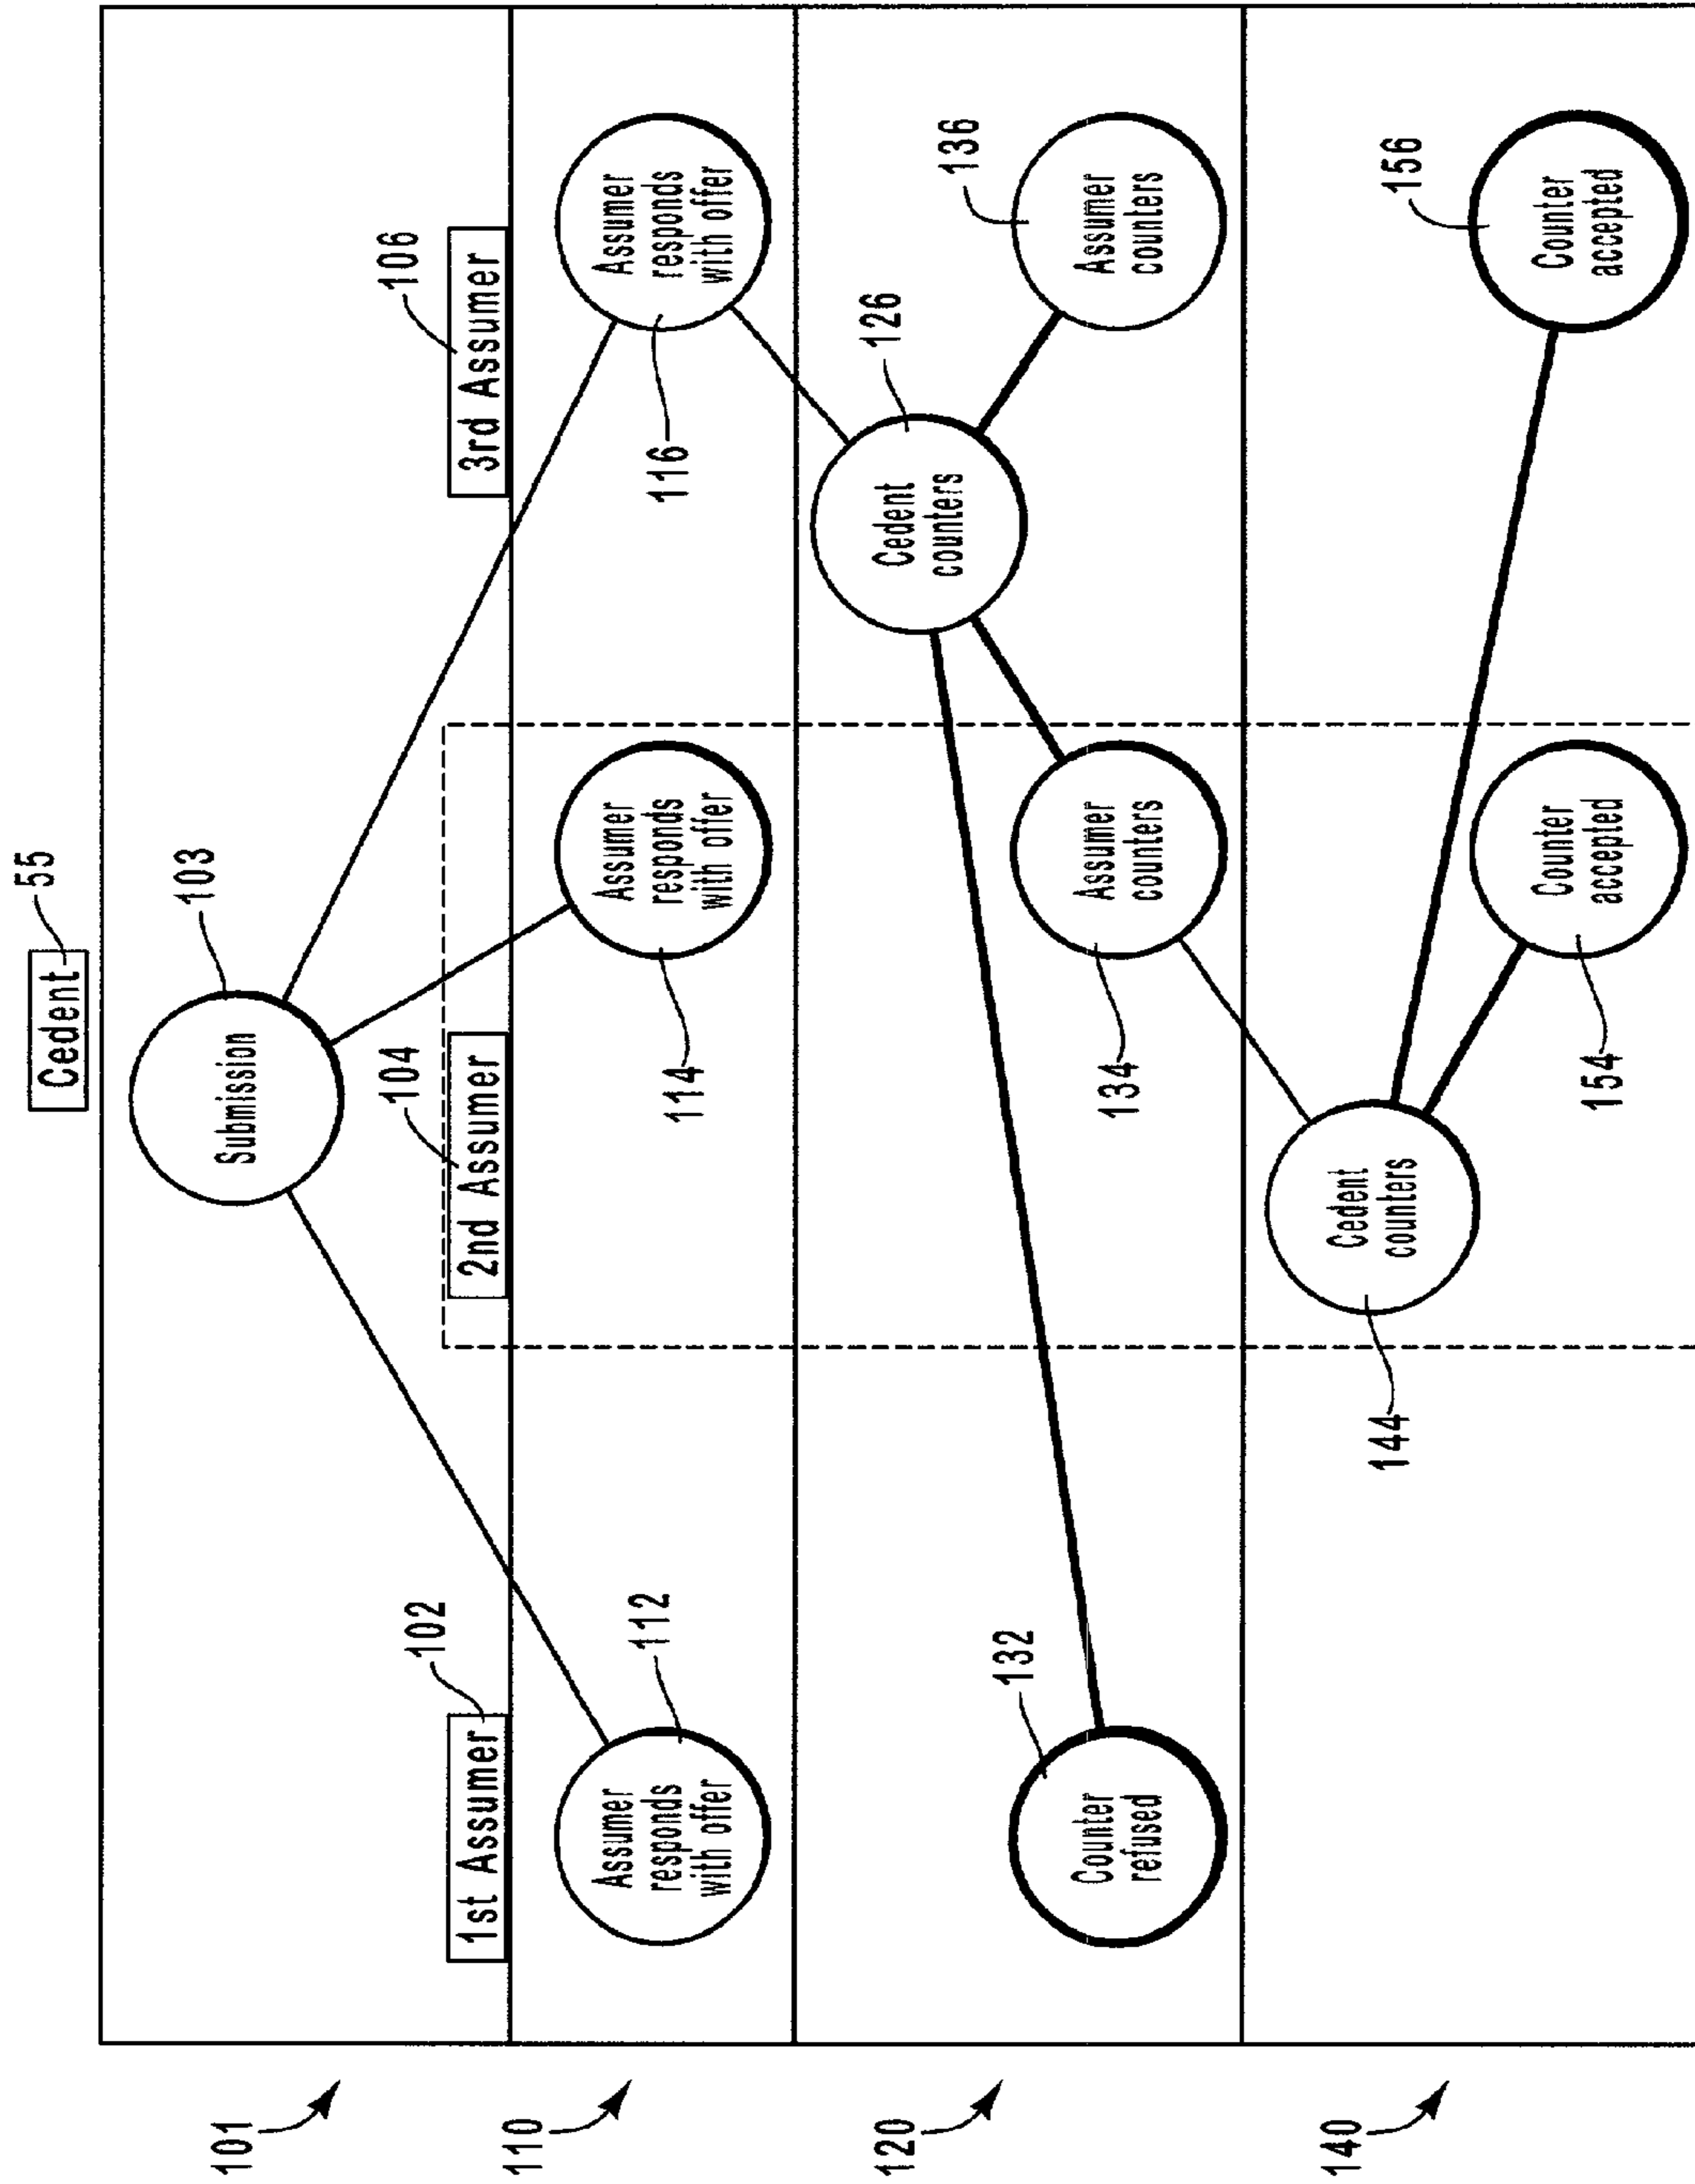 Cedent
55
101
103
Submission
102
104
106
1st Assumer
2nd Assumer
3rd Assumer
110
Assumer
responds
with offer
112
Assumer
responds
with offer
114
Assumer
responds
with offer
116
120
Cedent
counters
126
Counter
refused
132
Assumer
counters
134
Assumer
counters
136
140
Cedent
counters
144
Counter
accepted
154
Counter
accepted
156